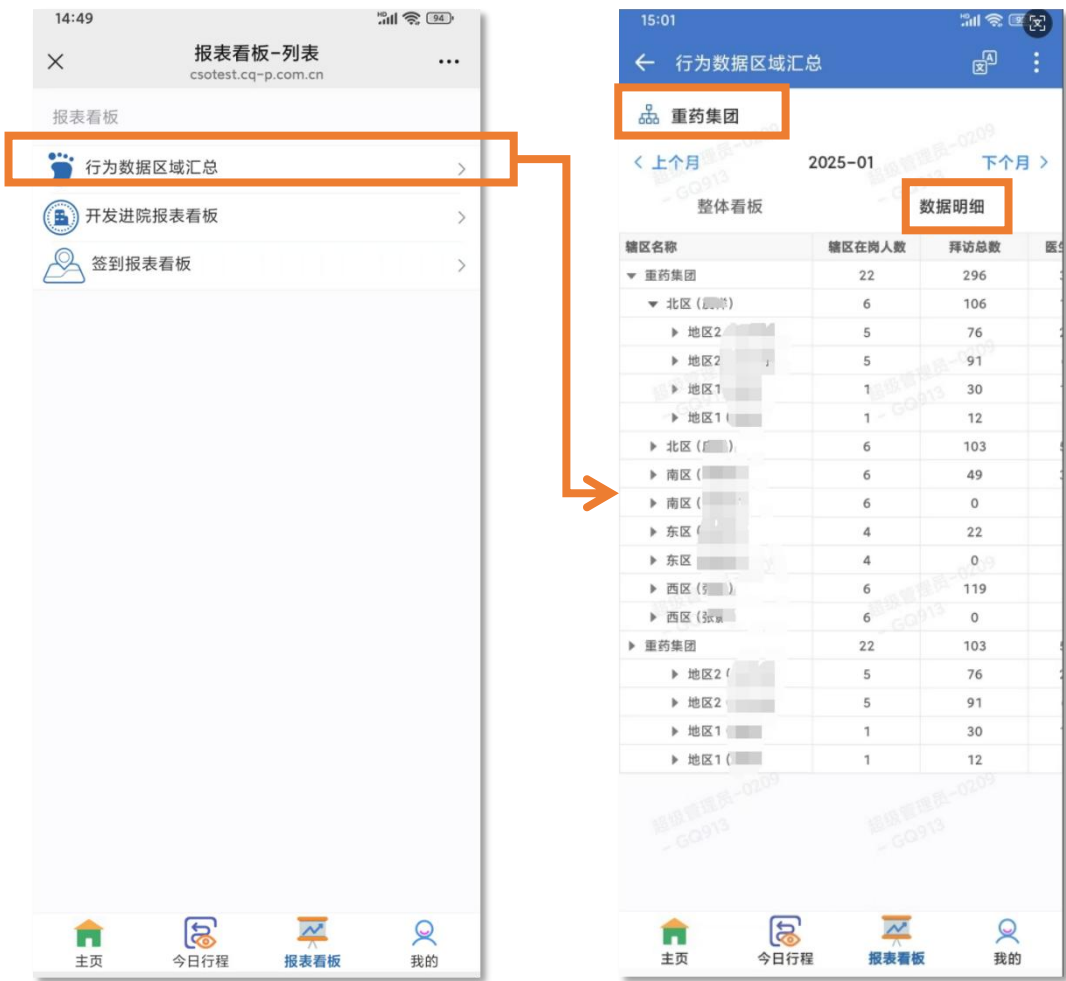 14:49
94
报表看板-列表
csotest.cq-p.com.cn
报表看板
行为数据区域汇总
开发进院报表看板
签到报表看板
主页
今日行程
报表看板
我的
15:01
行为数据区域汇总
重药集团
上个月 2025-01 下个月
整体看板 数据明细
辖区名称 辖区在岗人数 拜访总数
重药集团 22 296
北区 ( ) 6 106
地区2 5 76
地区2 5 91
地区1 1 30
地区1 ( 1 12
北区 ( ) 6 103
南区 ( 6 49
南区 ( 6 0
东区 ( 4 22
东区 4 0
西区 ( ) 6 119
西区 (张 6 0
重药集团 22 103
地区2 ( 5 76
地区2 5 91
地区1 1 30
地区1 ( 1 12
超级管理员-0209
- GQ913
主页
今日行程
报表看板
我的